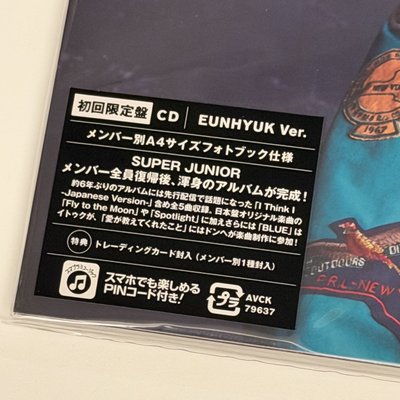 初回限定盤 CD EUNHYUK Ver.
メンバー別A4サイズフォトブック仕様
SUPER JUNIOR
メンバー全員復帰後、渾身のアルバムが完成!
約6年ぶりのアルバムには先行配信で話題になった「I Think I
-Japanese Version-」含め全5曲収録。日本盤オリジナル楽曲の
「Fly to the Moon」や「Spotlight」に加えさらには「BLUE」は
イトゥクが、「愛が教えてくれたこと」にはドンヘが楽曲制作に参加!
特典 トレーディングカード封入(メンバー別1種封入)
スマホでも楽しめる
PINコード付き!
プラ
AVCK
79637
NEW YORK
1967
OUTDOORS
P.R.L.-NEW